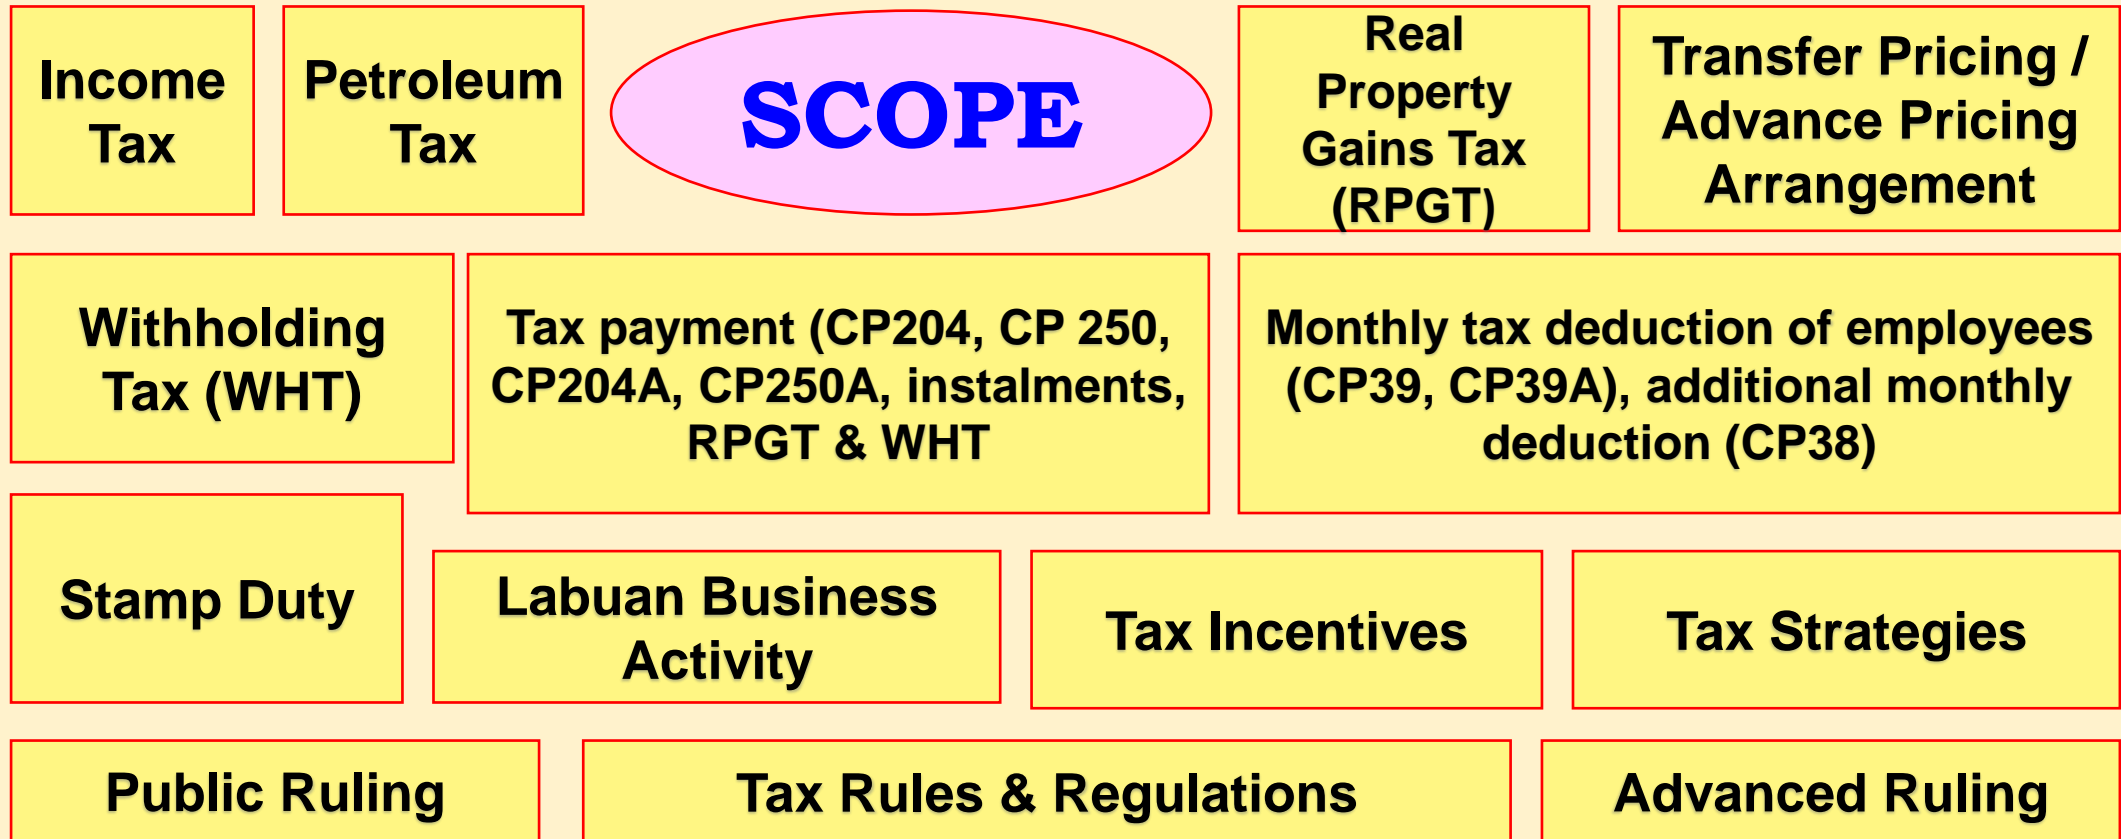 Income
Tax
Petroleum
Tax
SCOPE
Real
Property
Gains Tax
(RPGT)
Transfer Pricing /
Advance Pricing
Arrangement
Withholding
Tax (WHT)
Tax payment (CP204, CP 250,
CP204A, CP250A, instalments,
RPGT & WHT
Monthly tax deduction of employees
(CP39, CP39A), additional monthly
deduction (CP38)
Stamp Duty
Labuan Business
Activity
Tax Incentives
Tax Strategies
Public Ruling
Tax Rules & Regulations
Advanced Ruling